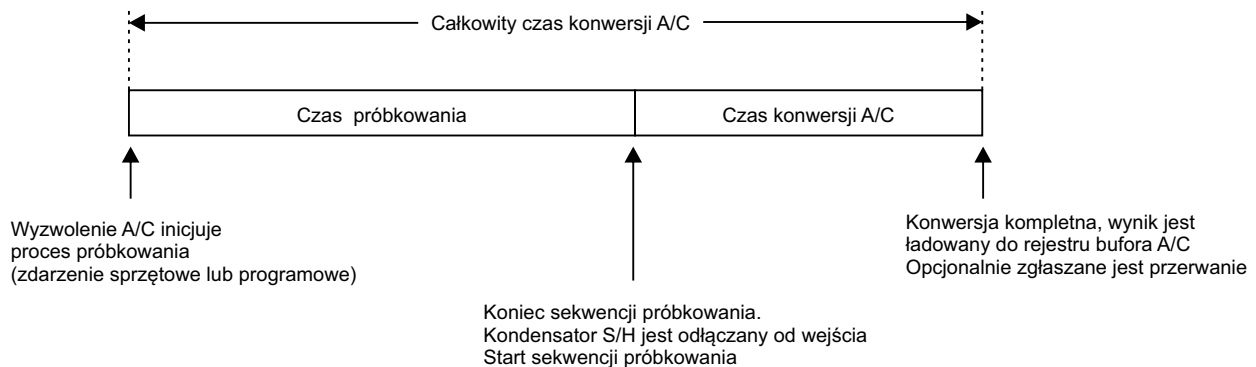 Całkowity czas konwersji A/C
Czas próbkowania
Czas konwersji A/C
Wyzwolenie A/C inicjuje
proces próbkowania
(zdarzenie sprzętowe lub programowe)
Koniec sekwencji próbkowania.
Kondensator S/H jest odłączany od wejścia
Start sekwencji próbkowania
Konwersja kompletna, wynik jest
ładowany do rejestru bufora A/C
Opcjonalnie zgłaszane jest przerwanie